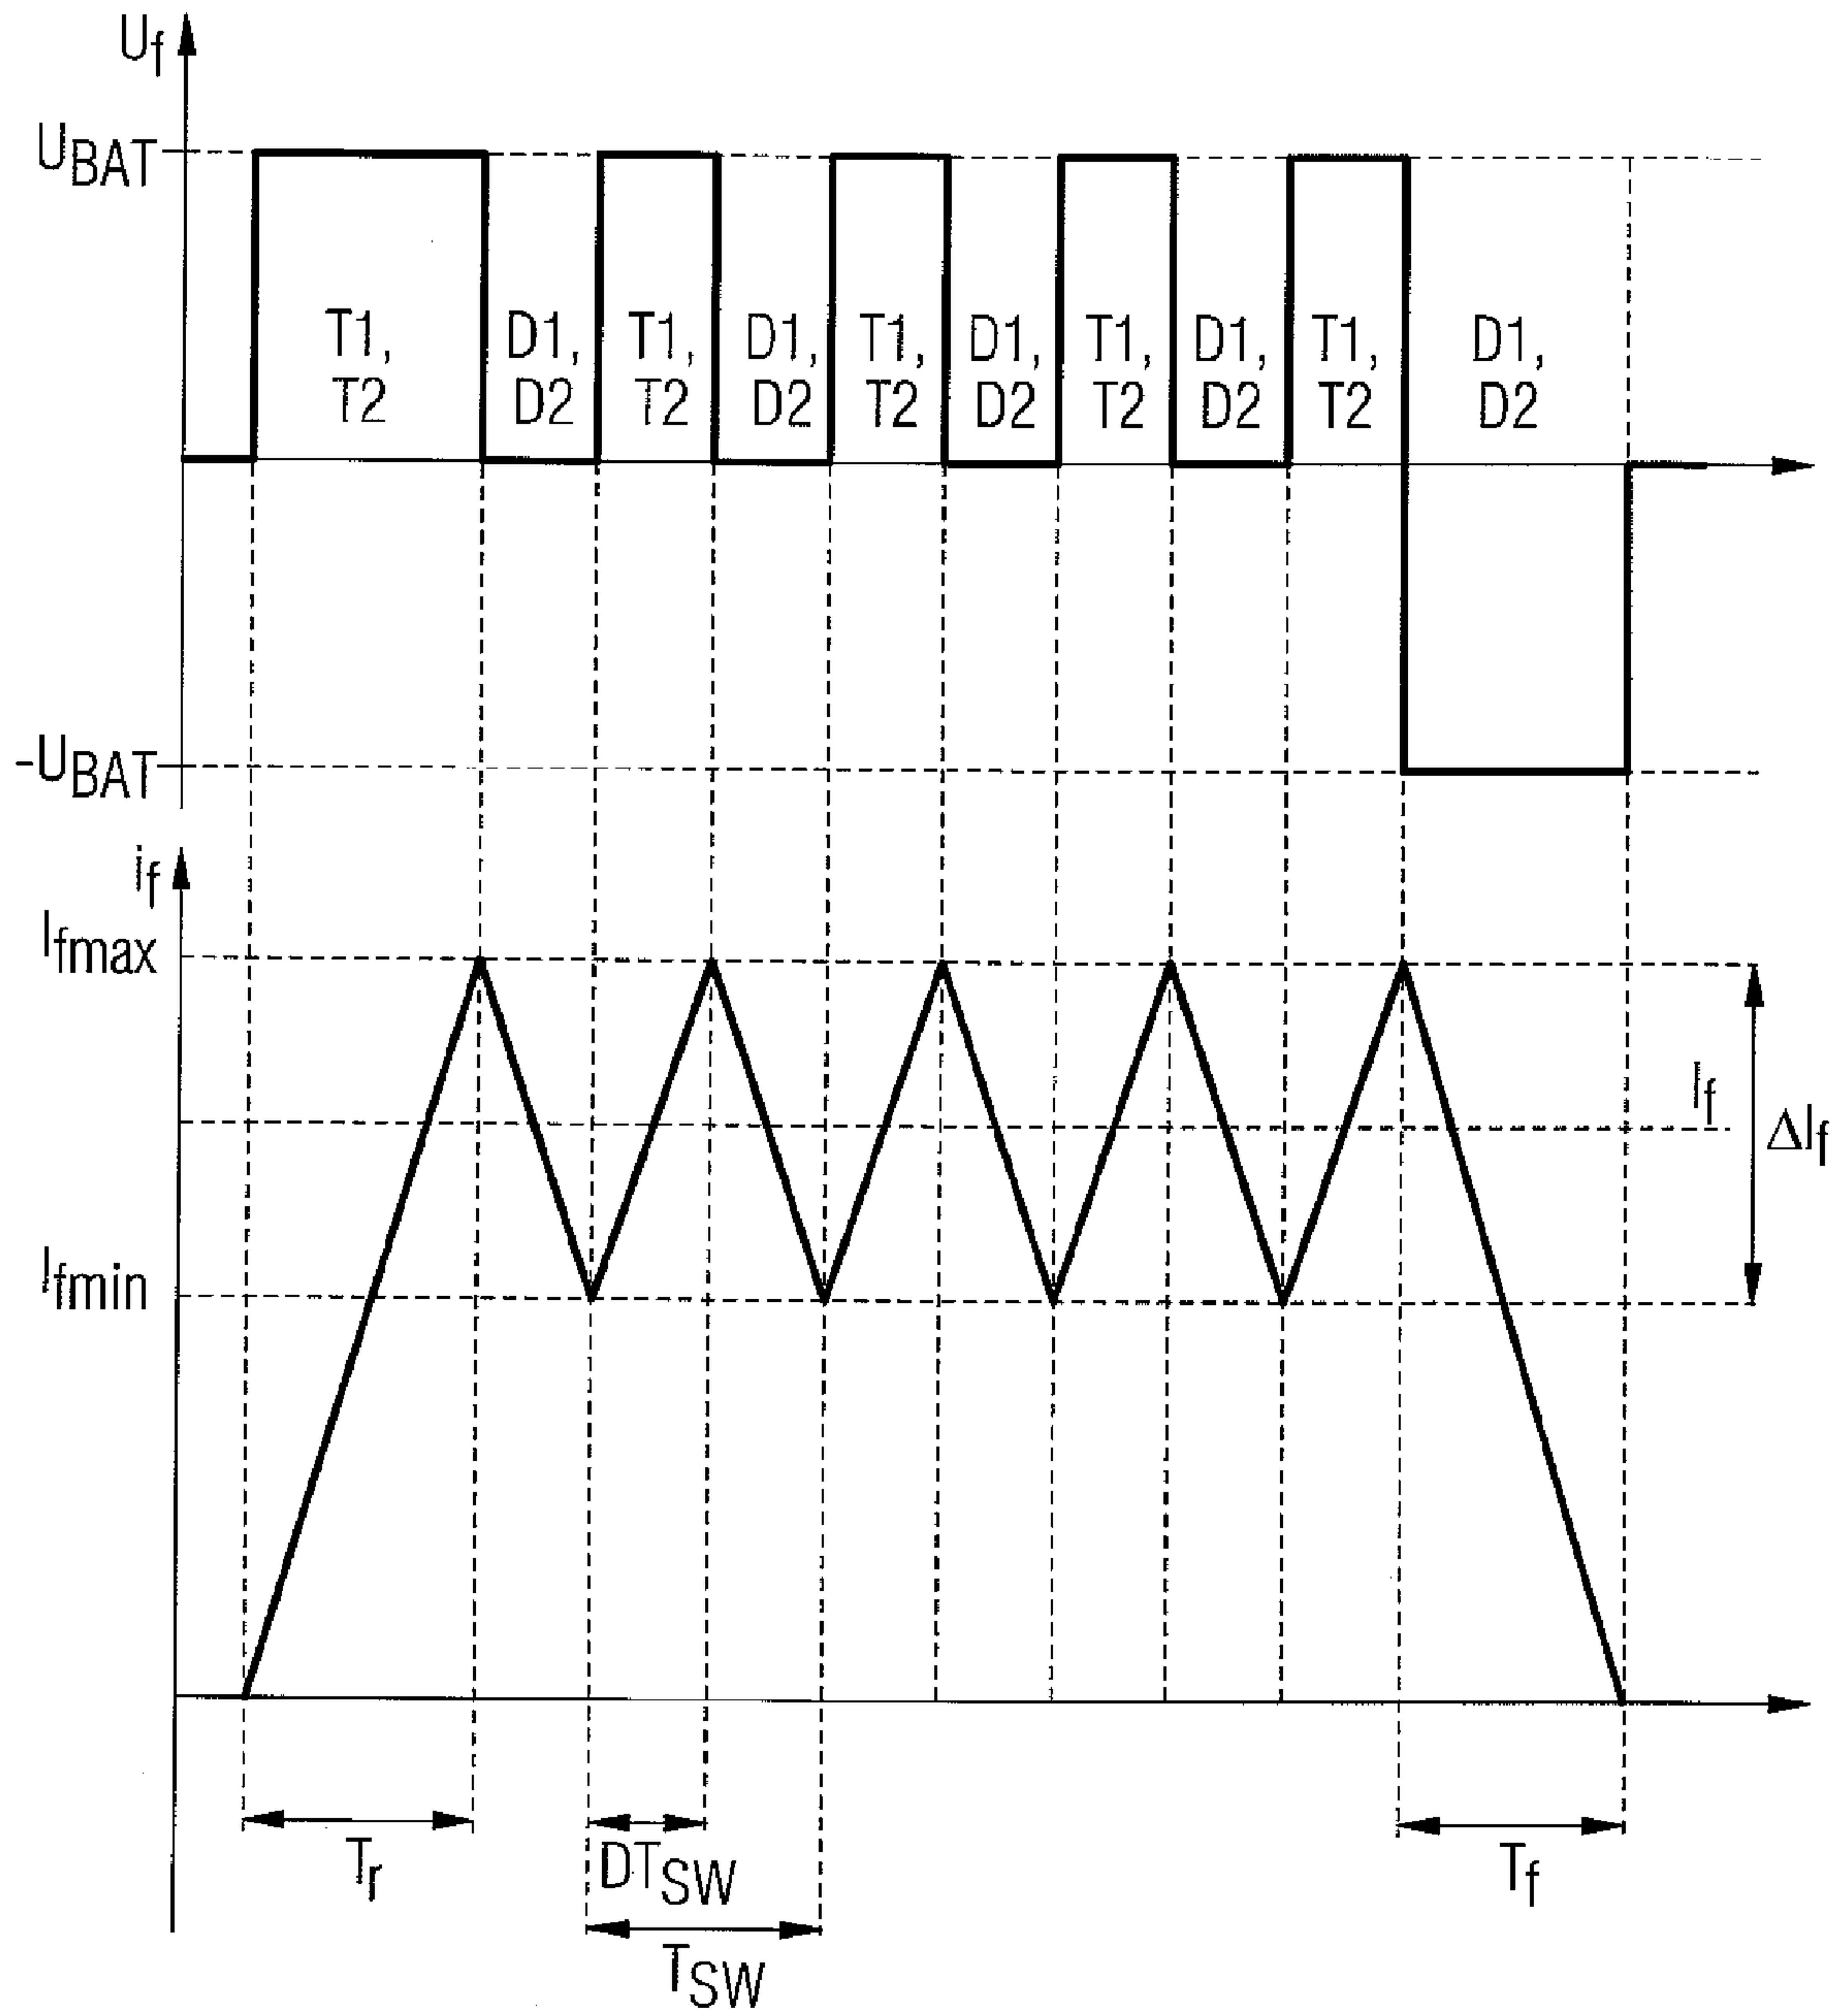 Uf
UBAT
T1, T2
D1, D2
T1, T2
D1, D2
T1, T2
D1, D2
T1, T2
D1, D2
T1, T2
D1, D2
-UBAT
if
Ifmax
If
ΔIf
Ifmin
Tr
DTSW
Tf
TSW